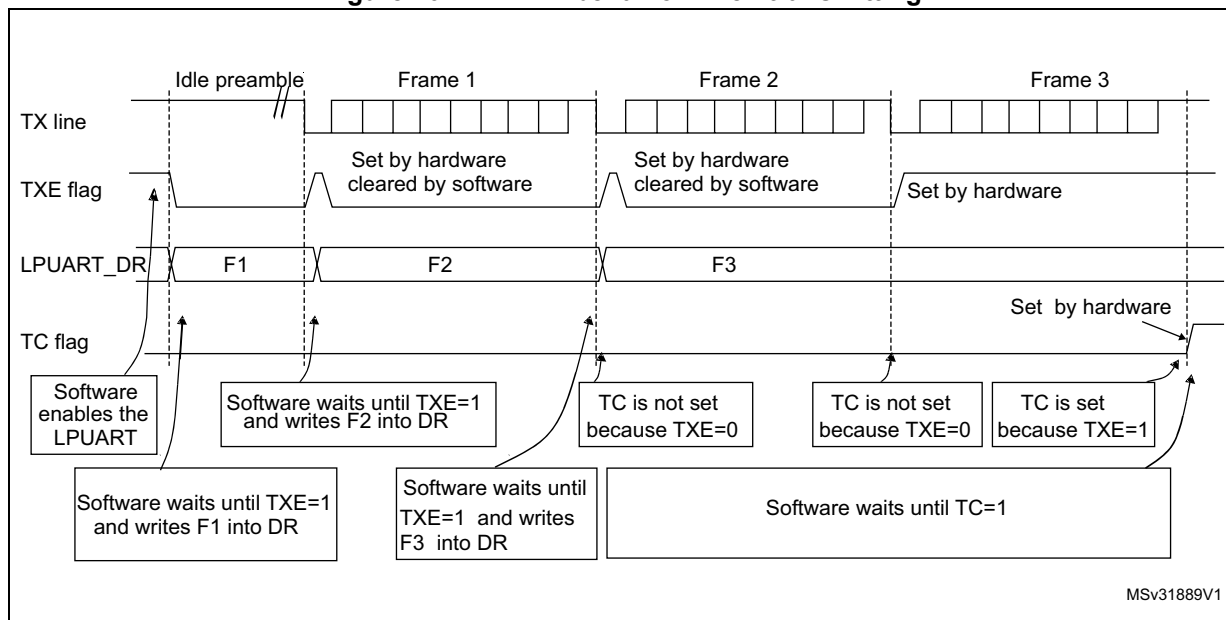 Idle preamble
Frame 1
Frame 2
Frame 3
TX line
Set by hardware
cleared by software
Set by hardware
cleared by software
TXE flag
Set by hardware
LPUART_DR
F1
F2
F3
Set by hardware
TC flag
Software
enables the
LPUART
Software waits until TXE=1
and writes F2 into DR
TC is not set
because TXE=0
TC is not set
because TXE=0
TC is set
because TXE=1
Software waits until TXE=1
and writes F1 into DR
Software waits until
TXE=1 and writes
F3 into DR
Software waits until TC=1
MSv31889V1